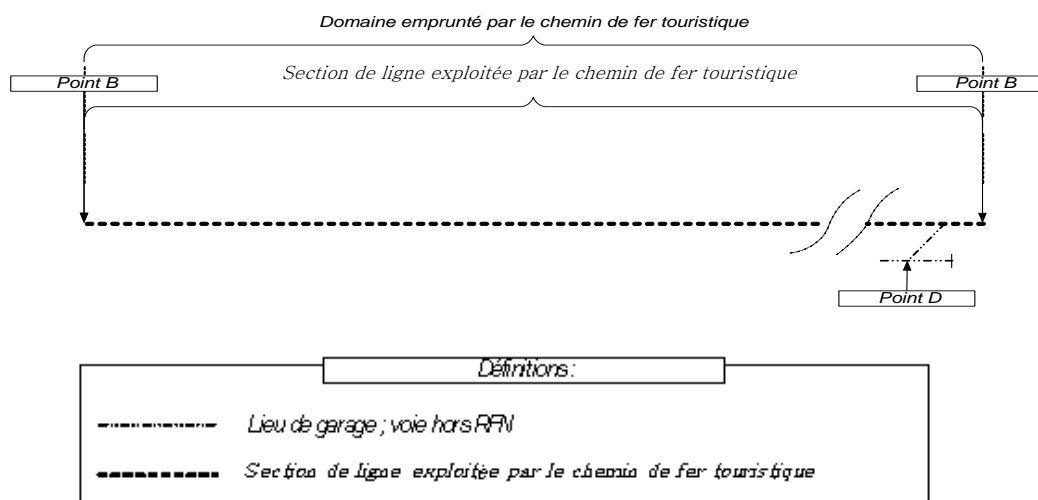 Domaine emprunté par le chemin de fer touristique
Section de ligne exploitée par le chemin de fer touristique
Point B
Point B
Point D
Définitions :
Lieu de garage ; voie hors RFN
Section de ligne exploitée par le chemin de fer touristique